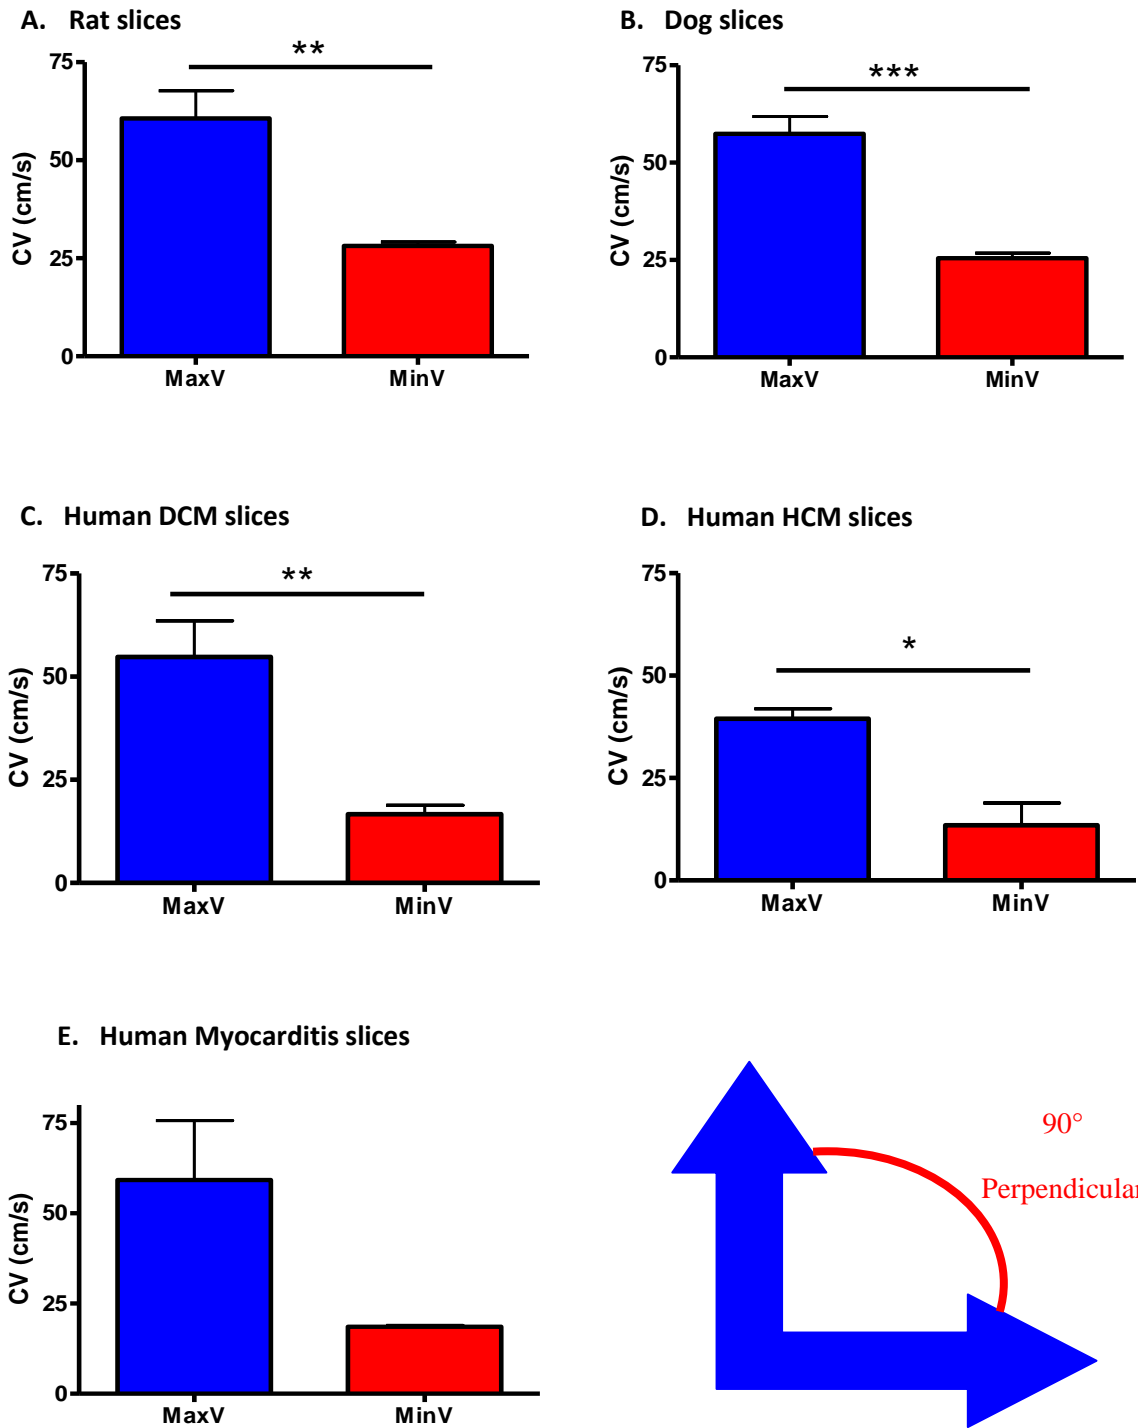 A. Rat slices
**
75
50
25
0
CV (cm/s)
MaxV MinV
B. Dog slices
***
75
50
25
0
CV (cm/s)
MaxV MinV
C. Human DCM slices
**
75
50
25
0
CV (cm/s)
MaxV MinV
D. Human HCM slices
*
75
50
25
0
CV (cm/s)
MaxV MinV
E. Human Myocarditis slices
75
50
25
0
CV (cm/s)
MaxV MinV
90°
Perpendicular